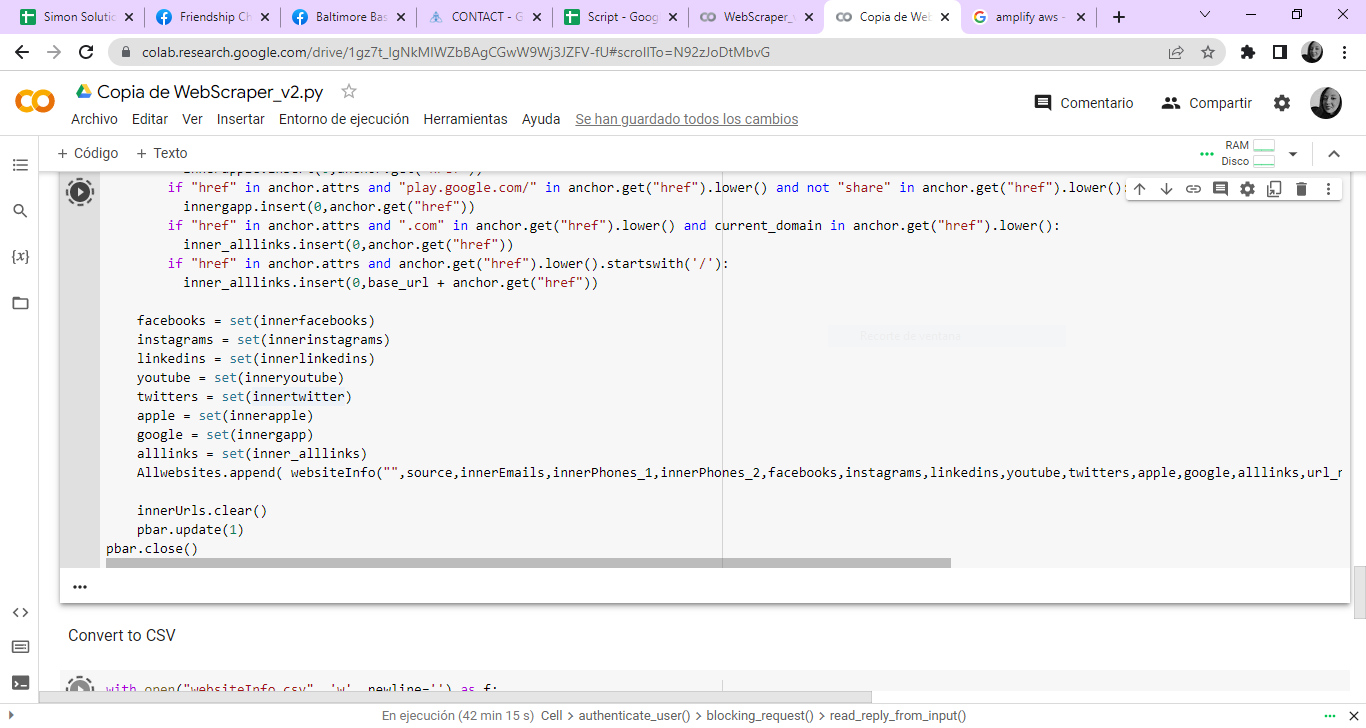 Simon Solutic
Friendship Ch
Baltimore Bas
CONTACT - G
Script - Goog
WebScraper_
Copia de Web
amplify aws -
colab.research.google.com/drive/1gz7t_IgNkMIWZbBAgCGwW9Wj3JZFV-fU#scrollTo=N92zJoDtMbvG
Copia de WebScraper_v2.py
Archivo Editar Ver Insertar Entorno de ejecución Herramientas Ayuda Se han guardado todos los cambios
Comentario Compartir
+ Código + Texto
RAM
Disco
if "href" in anchor.attrs and "play.google.com/" in anchor.get("href").lower() and not "share" in anchor.get("href").lower():
innergapp.insert(0,anchor.get("href"))
if "href" in anchor.attrs and ".com" in anchor.get("href").lower() and current_domain in anchor.get("href").lower():
inner_alllinks.insert(0,anchor.get("href"))
if "href" in anchor.attrs and anchor.get("href").lower().startswith('/'):
inner_alllinks.insert(0,base_url + anchor.get("href"))
facebooks = set(innerfacebooks)
instagrams = set(innerinstagrams)
linkedins = set(innerlinkedins)
youtube = set(inneryoutube)
twitters = set(innertwitter)
apple = set(innerapple)
google = set(innergapp)
alllinks = set(inner_alllinks)
Allwebsites.append( websiteInfo("",source,innerEmails,innerPhones_1,innerPhones_2,facebooks,instagrams,linkedins,youtube,twitters,apple,google,alllinks,url_r
innerUrls.clear()
pbar.update(1)
pbar.close()
Convert to CSV
with open("websiteInfo.csv", 'w', newline='') as f:
En ejecución (42 min 15 s) Cell > authenticate_user() > blocking_request() > read_reply_from_input()